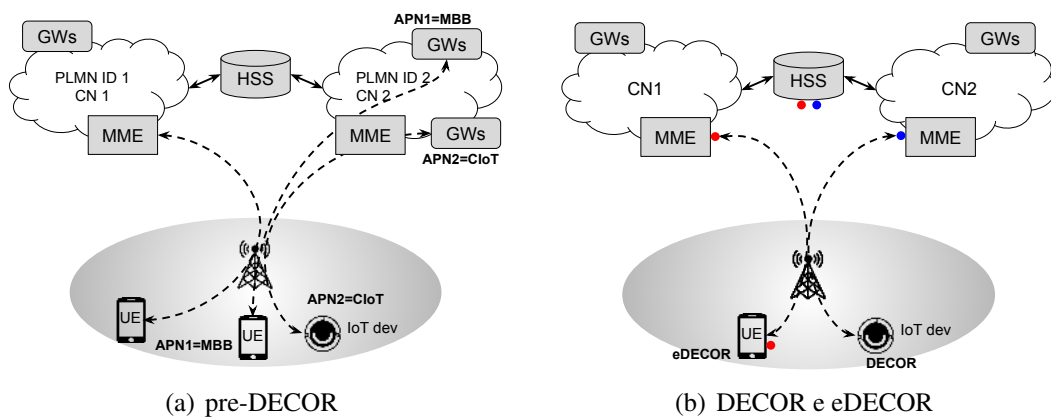 GWs
PLMN ID 1
CN 1
MME
HSS
APN1=MBB
GWs
PLMN ID 2
CN 2
MME
GWs
APN2=CIoT
UE
APN1=MBB
UE
APN2=CIoT
IoT dev
(a) pre-DECOR
GWs
CN1
MME
HSS
GWs
CN2
MME
UE
eDECOR
IoT dev
DECOR
(b) DECOR e eDECOR